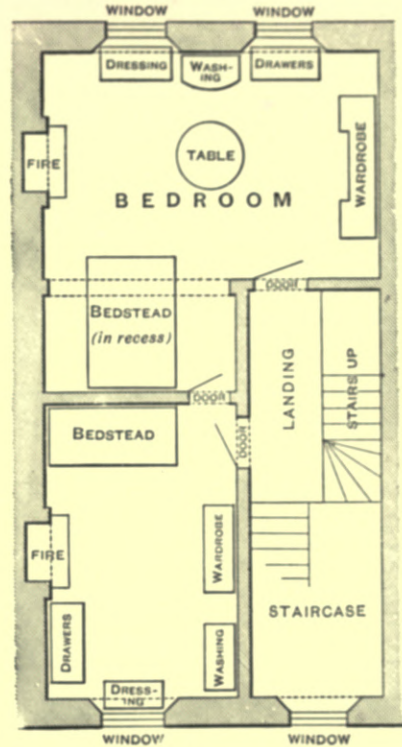 WINDOW WINDOW
DRESSING WASH-
ING DRAWERS
FIRE TABLE WARDROBE
BEDROOM
DOOR
BEDSTEAD
(in recess)
LANDING STAIRS UP
DOOR
BEDSTEAD
DOOR
FIRE WARDROBE
STAIRCASE
DRAWERS WASHING
DRESS-
ING
WINDOW WINDOW